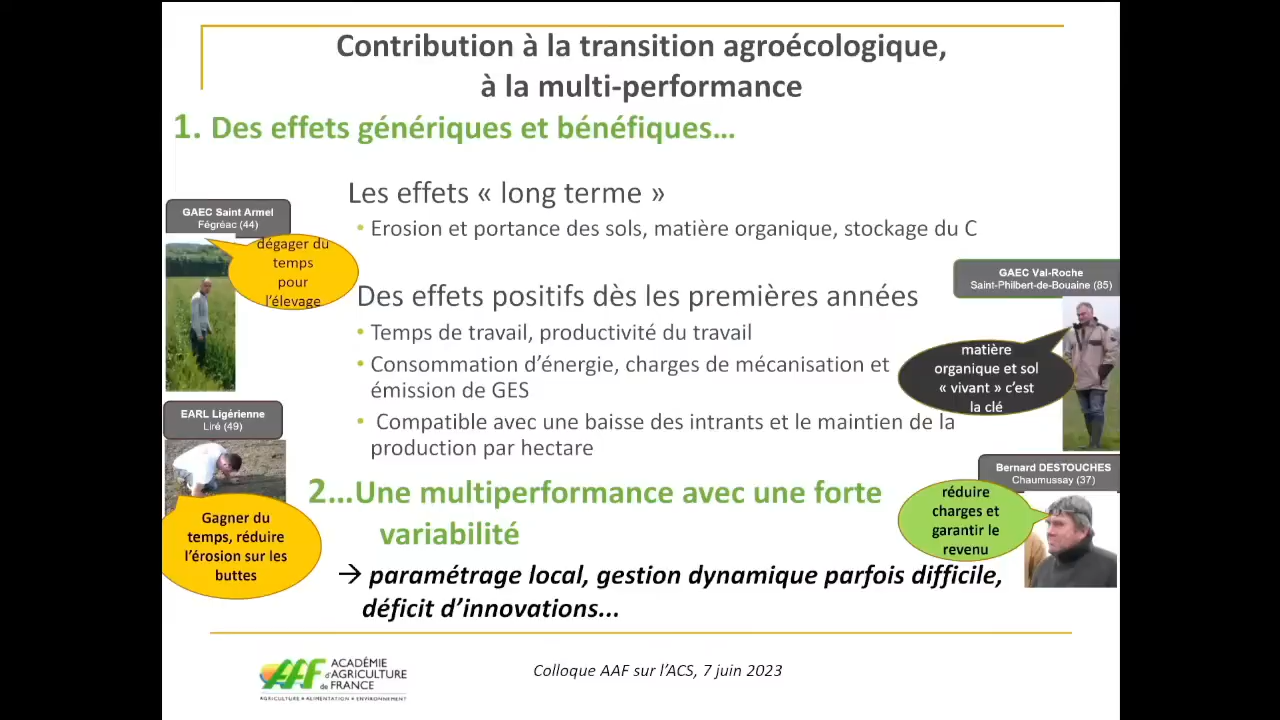 Contribution à la transition agroécologique,
à la multi-performance
1. Des effets génériques et bénéfiques…
Les effets « long terme »
• Erosion et portance des sols, matière organique, stockage du C
GAEC Saint Armel
Fégréac (44)
dégager du
temps
pour
l'élevage
Des effets positifs dès les premières années
• Temps de travail, productivité du travail
• Consommation d'énergie, charges de mécanisation et
émission de GES
• Compatible avec une baisse des intrants et le maintien de la
production par hectare
GAEC Val-Roche
Saint-Philbert-de-Bouaine (85)
matière
organique et sol
« vivant » c'est
la clé
EARL Ligérienne
Liré (49)
Gagner du
temps, réduire
l'érosion sur les
buttes
Bernard DESTOUCHES
Chaumussay (37)
réduire
charges et
garantir le
revenu
2…Une multiperformance avec une forte
variabilité
→ paramétrage local, gestion dynamique parfois difficile,
déficit d'innovations...
AAF ACADÉMIE
d'AGRICULTURE
de FRANCE
AGRICULTURE • ALIMENTATION • ENVIRONNEMENT
Colloque AAF sur l'ACS, 7 juin 2023